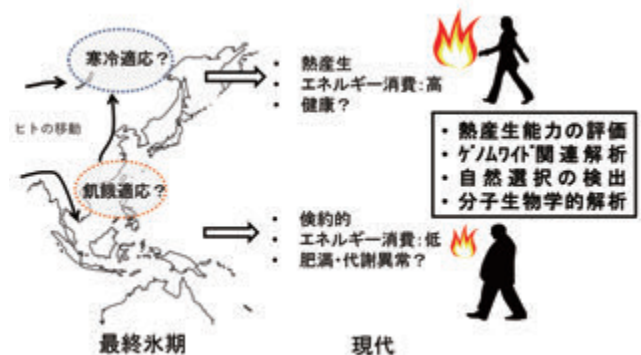 寒冷適応？
ヒトの移動
飢餓適応？
最終氷期
・ 熱産生
・ エネルギー消費：高
・ 健康？
・ 倹約的
・ エネルギー消費：低
・ 肥満・代謝異常？
現代
・熱産生能力の評価
・ｹﾞﾉﾑﾜｲﾄﾞ関連解析
・自然選択の検出
・分子生物学的解析